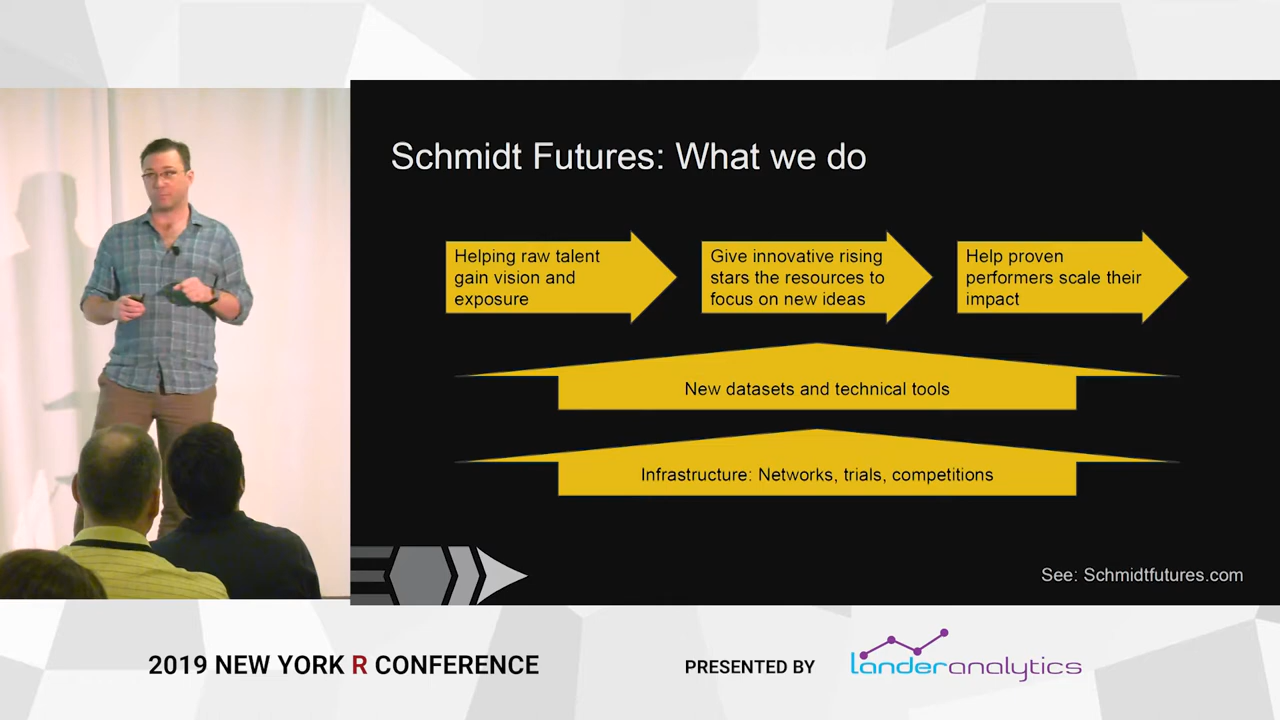 Schmidt Futures: What we do
Helping raw talent
gain vision and
exposure
Give innovative rising
stars the resources to
focus on new ideas
Help proven
performers scale their
impact
New datasets and technical tools
Infrastructure: Networks, trials, competitions
See: Schmidtfutures.com
2019 NEW YORK R CONFERENCE
PRESENTED BY
landeranalytics